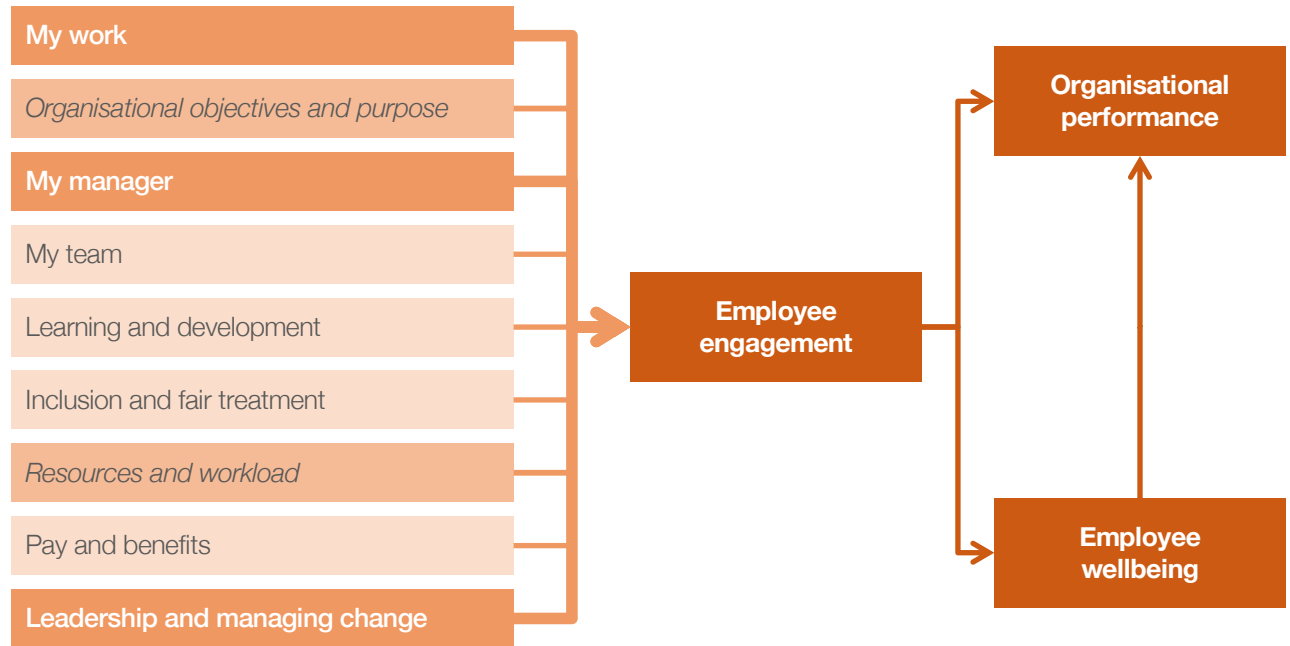 My work
Organisational objectives and purpose
My manager
My team
Learning and development
Inclusion and fair treatment
Resources and workload
Pay and benefits
Leadership and managing change
Employee
engagement
Organisational
performance
Employee
wellbeing